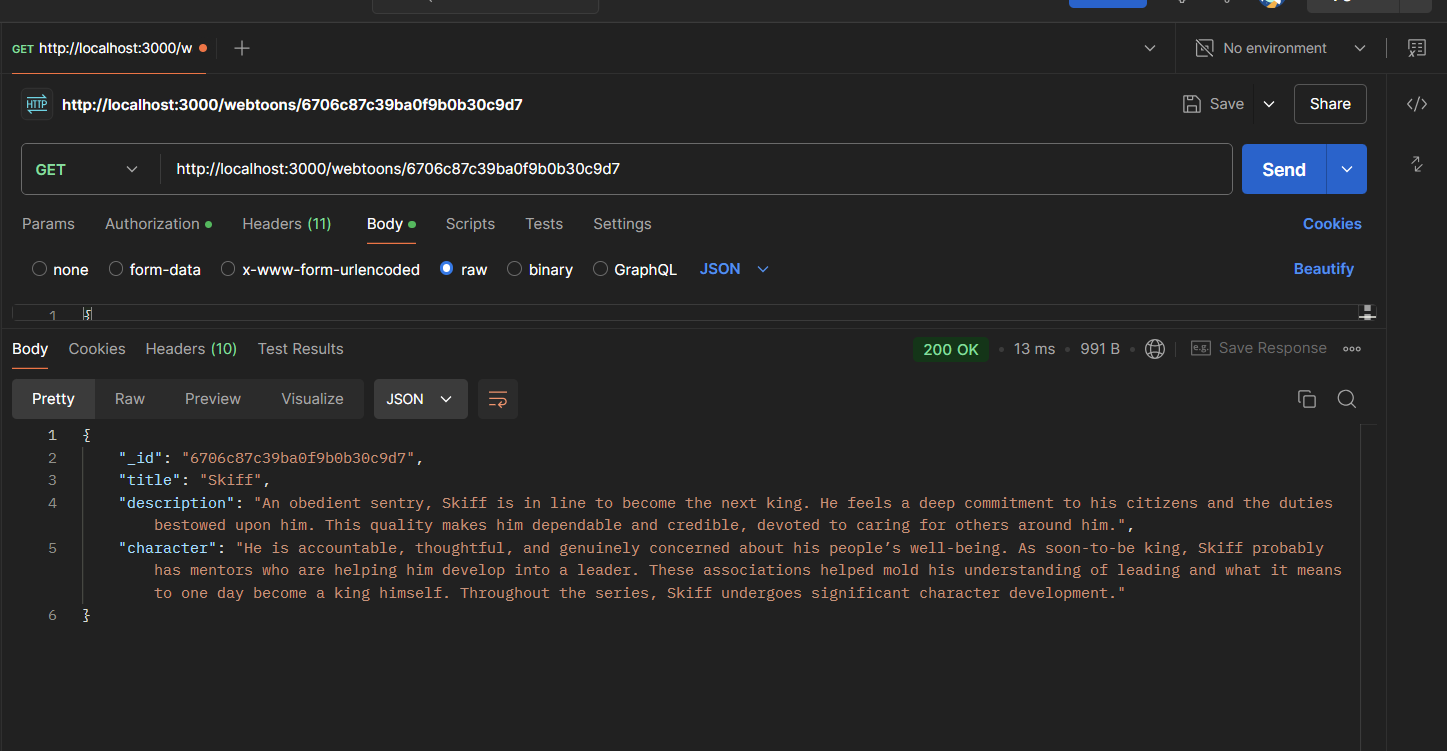 GET http://localhost:3000/w
No environment
HTTP http://localhost:3000/webtoons/6706c87c39ba0f9b0b30c9d7
Save
Share
GET
http://localhost:3000/webtoons/6706c87c39ba0f9b0b30c9d7
Send
Params Authorization Headers (11) Body Scripts Tests Settings Cookies
none form-data x-www-form-urlencoded raw binary GraphQL JSON Beautify
1 {
Body Cookies Headers (10) Test Results 200 OK 13 ms 991 B e.g. Save Response
Pretty Raw Preview Visualize JSON
1 {
2 "_id": "6706c87c39ba0f9b0b30c9d7",
3 "title": "Skiff",
4 "description": "An obedient sentry, Skiff is in line to become the next king. He feels a deep commitment to his citizens and the duties
bestowed upon him. This quality makes him dependable and credible, devoted to caring for others around him.",
5 "character": "He is accountable, thoughtful, and genuinely concerned about his people’s well-being. As soon-to-be king, Skiff probably
has mentors who are helping him develop into a leader. These associations helped mold his understanding of leading and what it means
to one day become a king himself. Throughout the series, Skiff undergoes significant character development."
6 }